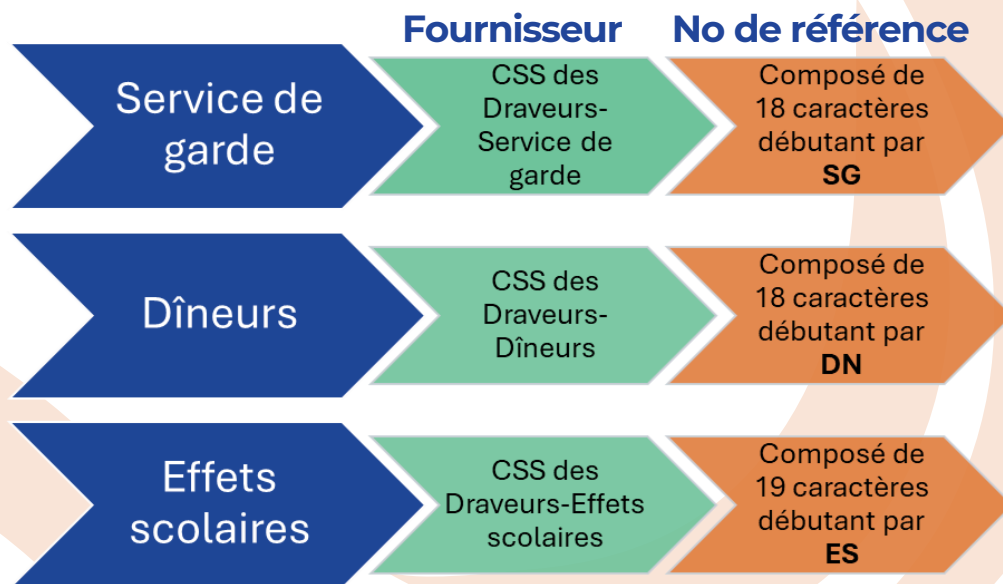 Fournisseur
No de référence
Service de
garde
CSS des
Draveurs-
Service de
garde
Composé de
18 caractères
débutant par
SG
Dîneurs
CSS des
Draveurs-
Dîneurs
Composé de
18 caractères
débutant par
DN
Effets
scolaires
CSS des
Draveurs-Effets
scolaires
Composé de
19 caractères
débutant par
ES